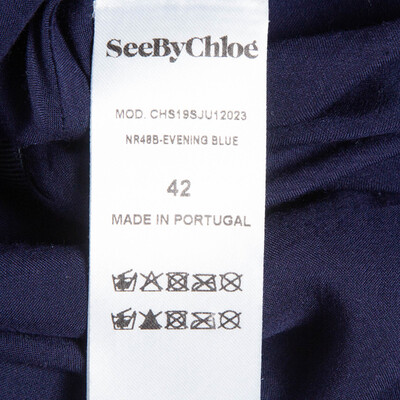 SeeByChloé
MOD. CHS19SJU12023
NR48B-EVENING BLUE
42
MADE IN PORTUGAL